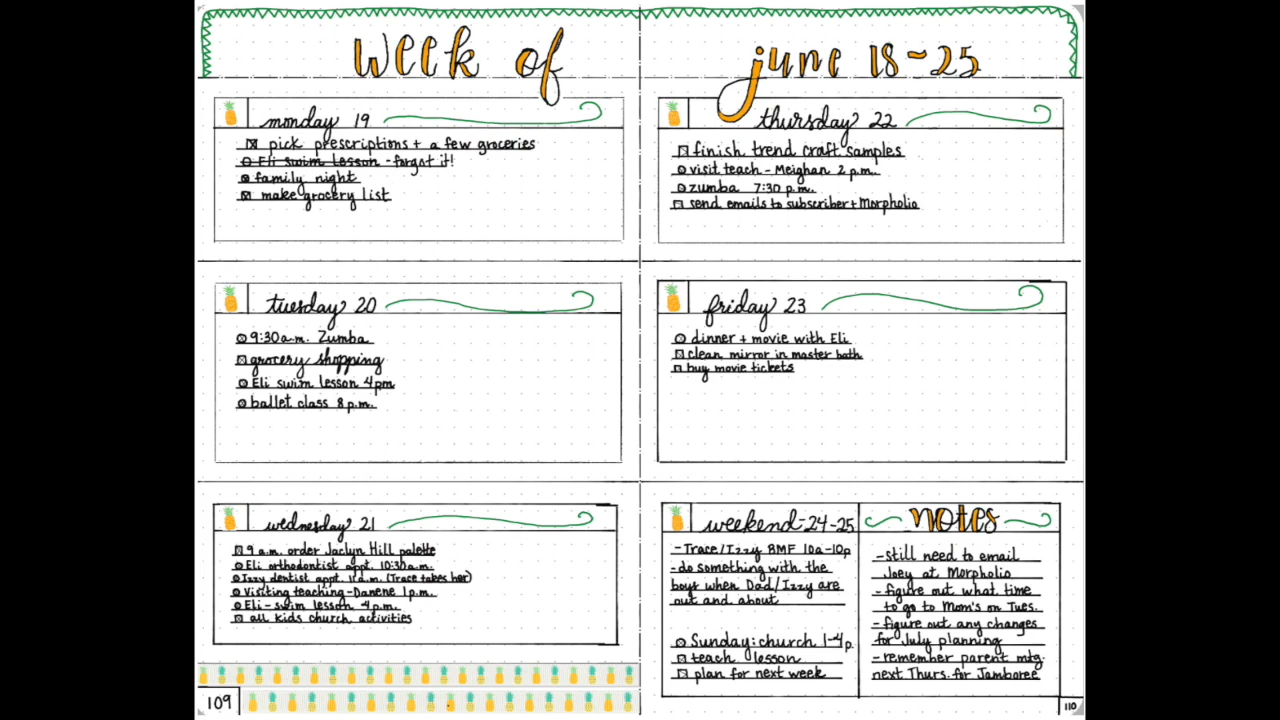 week of
june 18-25
monday 19
pick prescriptions + a few groceries
Eli swim lesson - forgot it!
family night
make grocery list
tuesday 20
9:30 a.m. Zumba
grocery shopping
Eli swim lesson 4pm
ballet class 8 p.m.
wednesday 21
9 a.m. order Jaclyn Hill palette
Eli orthodontist appt. 10:30 a.m.
Izzy dentist appt. 11 a.m. (Trace takes her)
Visiting teaching - Danene 1 p.m.
Eli - swim lesson 4 p.m.
all kids church activities
109
thursday 22
finish trend craft samples
visit teach - Meighan 2 p.m.
zumba 7:30 p.m.
send emails to subscriber + Morpholio
friday 23
dinner + movie with Eli
clean mirror in master bath
buy movie tickets
weekend-24-25
- Trace/Izzy BMF 10a-10p
- do something with the
boys when Dad/Izzy are
out and about
Sunday: church 1-4p.
teach lesson
plan for next week
notes
- still need to email
Joey at Morpholio
- figure out what time
to go to Mom's on Tues.
- figure out any changes
for July planning
- remember parent mtg.
next Thurs. for Jamboree
110